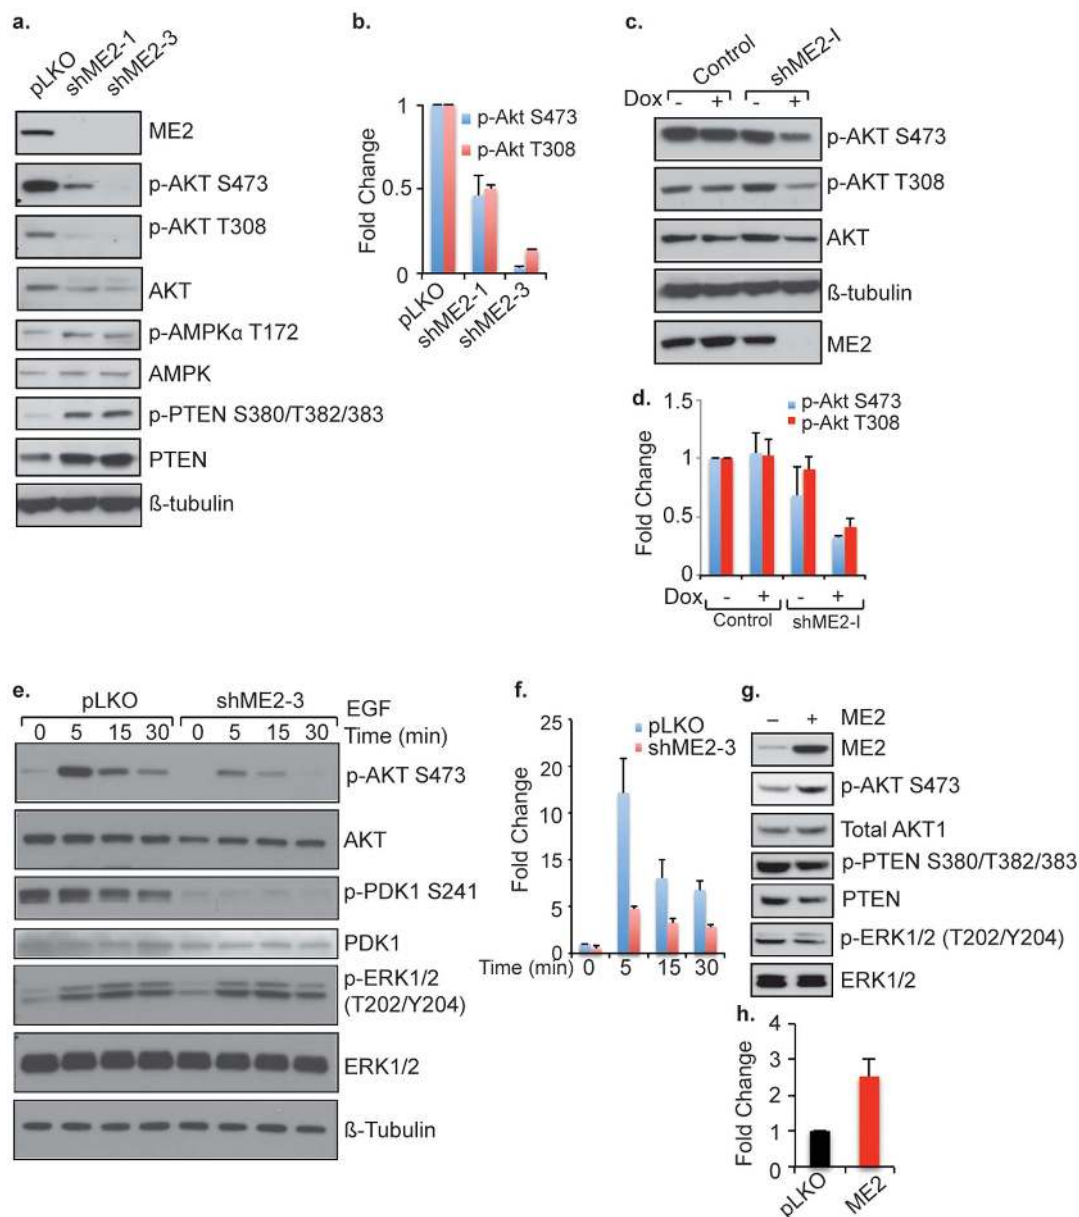 a.
pLKO
shME2-1
shME2-3
ME2
p-AKT S473
p-AKT T308
AKT
p-AMPKα T172
AMPK
p-PTEN S380/T382/383
PTEN
ß-tubulin
b.
Fold Change
1
0.5
0
p-Akt S473
p-Akt T308
pLKO
shME2-1
shME2-3
c.
Control
shME2-I
Dox - + - +
p-AKT S473
p-AKT T308
AKT
ß-tubulin
ME2
d.
Fold Change
1.5
1
0.5
0
p-Akt S473
p-Akt T308
Dox - + - +
Control
shME2-I
e.
pLKO
shME2-3
EGF
0 5 15 30 0 5 15 30 Time (min)
p-AKT S473
AKT
p-PDK1 S241
PDK1
p-ERK1/2
(T202/Y204)
ERK1/2
ß-Tubulin
f.
Fold Change
25
20
10
15
5
0
pLKO
shME2-3
Time (min) 0 5 15 30
g.
– + ME2
ME2
p-AKT S473
Total AKT1
p-PTEN S380/T382/383
PTEN
p-ERK1/2 (T202/Y204)
ERK1/2
h.
Fold Change
4
3
2
1
0
pLKO
ME2